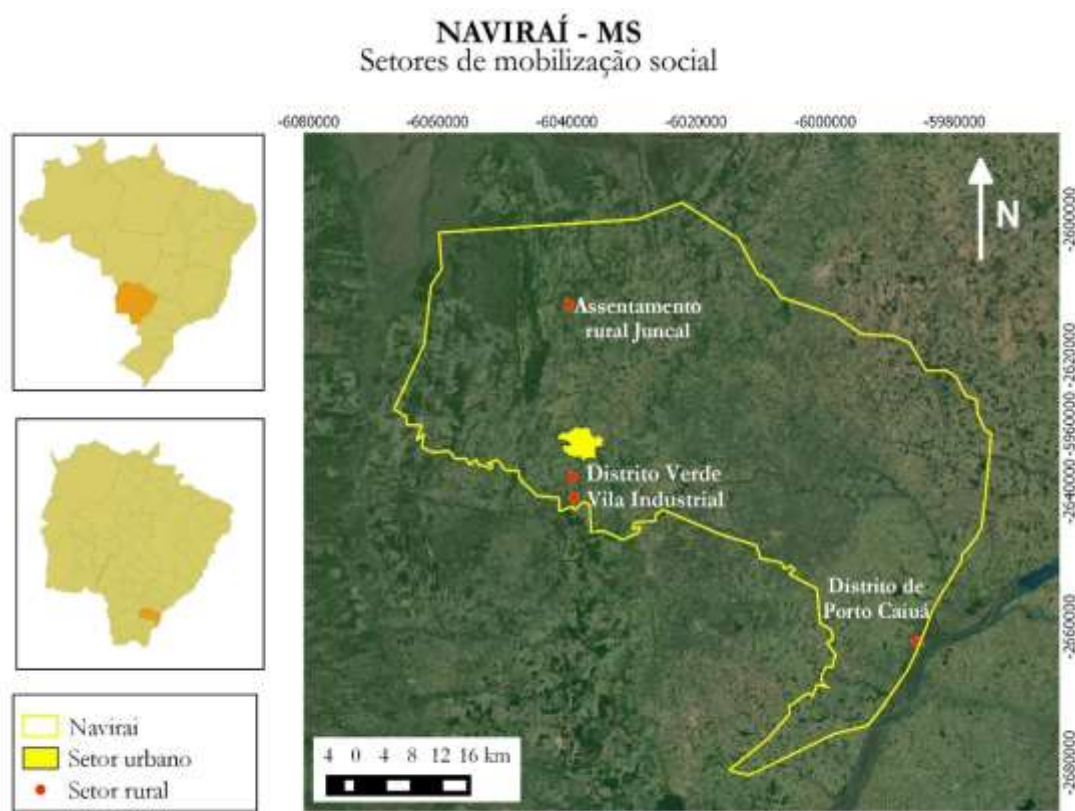 NAVIRAÍ - MS
Setores de mobilização social
-6080000 -6060000 -6040000 -6020000 -6000000 -5980000
-2600000
-2620000
-5960000
-2640000
-2660000
-2680000
N
Assentamento
rural Juncal
Distrito Verde
Vila Industrial
Distrito de
Porto Caiuá
Naviraí
Setor urbano
Setor rural
4 0 4 8 12 16 km